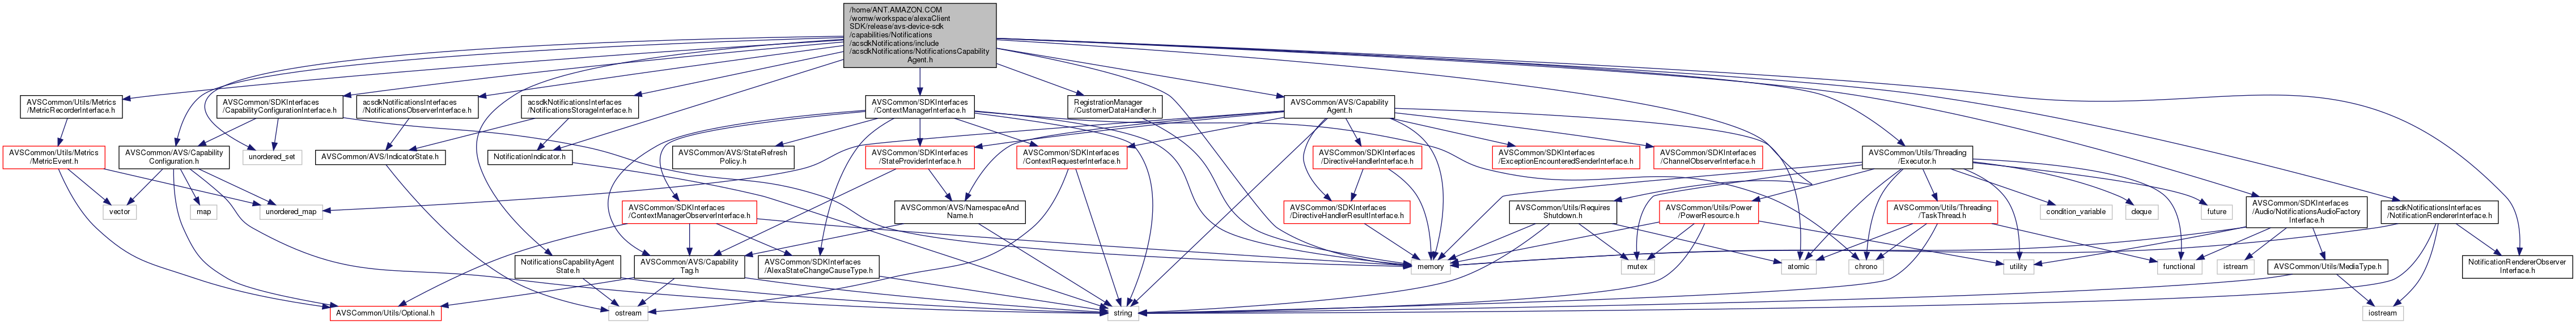 /home/ANT.AMAZON.COM
/womw/workspace/alexaClient
SDK/release/avs-device-sdk
/capabilities/Notifications
/acsdkNotifications/include
/acsdkNotifications/NotificationsCapability
Agent.h
AVSCommon/Utils/Metrics
/MetricRecorderInterface.h
AVSCommon/SDKInterfaces
/CapabilityConfigurationInterface.h
acsdkNotificationsInterfaces
/NotificationsObserverInterface.h
acsdkNotificationsInterfaces
/NotificationsStorageInterface.h
AVSCommon/SDKInterfaces
/ContextManagerInterface.h
RegistrationManager
/CustomerDataHandler.h
AVSCommon/AVS/Capability
Agent.h
AVSCommon/Utils/Metrics
/MetricEvent.h
AVSCommon/AVS/Capability
Configuration.h
unordered_set
AVSCommon/AVS/IndicatorState.h
NotificationIndicator.h
AVSCommon/AVS/StateRefresh
Policy.h
AVSCommon/SDKInterfaces
/StateProviderInterface.h
AVSCommon/SDKInterfaces
/ContextRequesterInterface.h
AVSCommon/SDKInterfaces
/DirectiveHandlerInterface.h
AVSCommon/SDKInterfaces
/ExceptionEncounteredSenderInterface.h
AVSCommon/SDKInterfaces
/ChannelObserverInterface.h
AVSCommon/Utils/Threading
/Executor.h
vector
map
unordered_map
AVSCommon/SDKInterfaces
/ContextManagerObserverInterface.h
AVSCommon/AVS/NamespaceAnd
Name.h
AVSCommon/SDKInterfaces
/DirectiveHandlerResultInterface.h
AVSCommon/Utils/Requires
Shutdown.h
AVSCommon/Utils/Power
/PowerResource.h
AVSCommon/Utils/Threading
/TaskThread.h
condition_variable
deque
future
AVSCommon/SDKInterfaces
/Audio/NotificationsAudioFactory
Interface.h
acsdkNotificationsInterfaces
/NotificationRendererInterface.h
NotificationsCapabilityAgent
State.h
AVSCommon/AVS/Capability
Tag.h
AVSCommon/SDKInterfaces
/AlexaStateChangeCauseType.h
memory
mutex
atomic
chrono
utility
functional
istream
AVSCommon/Utils/MediaType.h
NotificationRendererObserver
Interface.h
AVSCommon/Utils/Optional.h
ostream
string
iostream